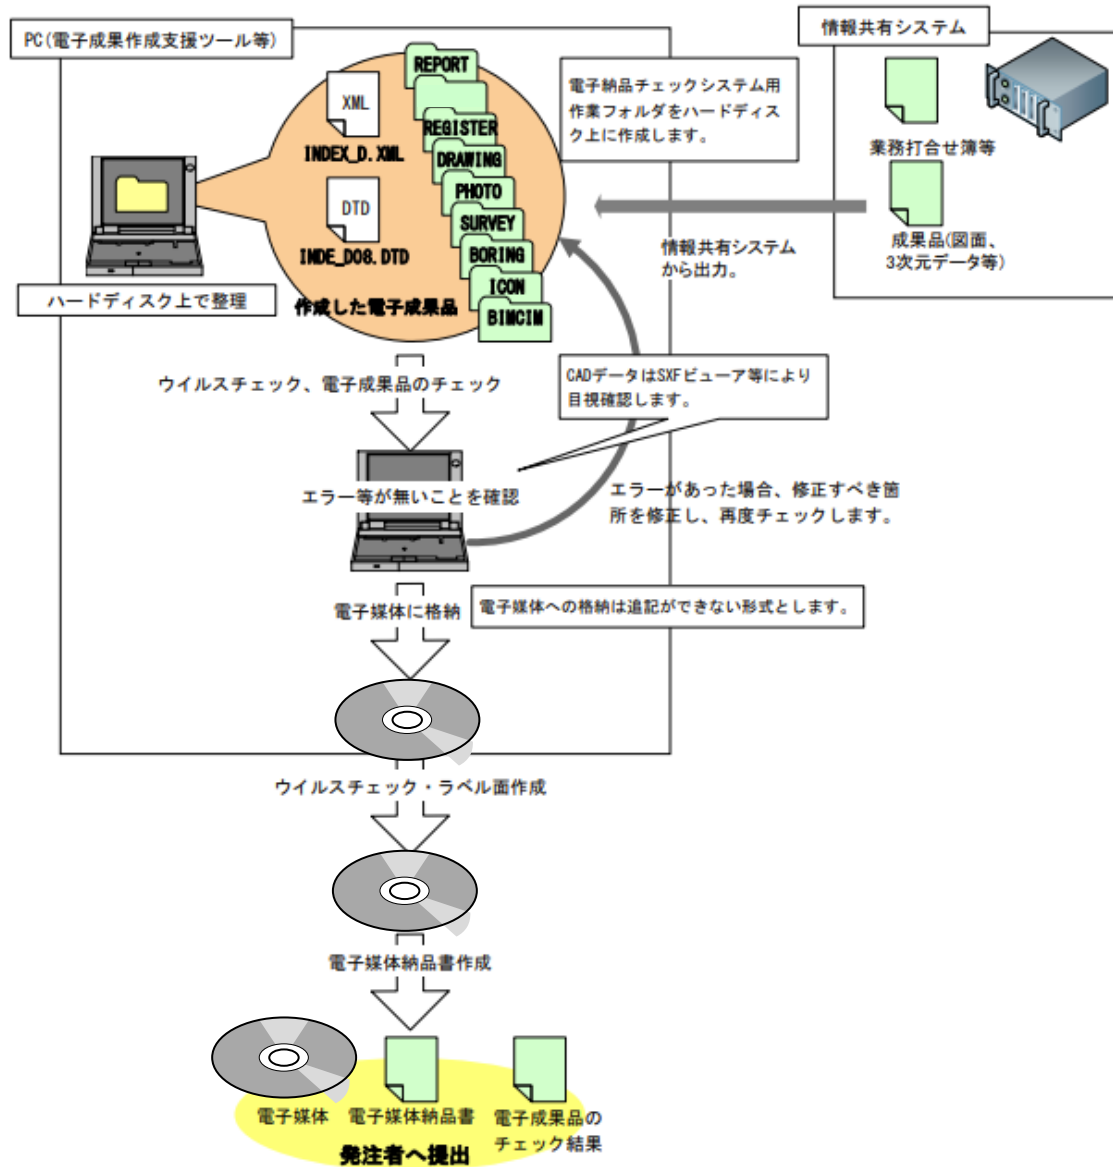 PC(電子成果作成支援ツール等)
情報共有システム
REPORT
XML
INDEX_D.XML
REGISTER
DRAWING
PHOTO
DTD
SURVEY
INDE_D08.DTD
BORING
ICON
BIMCIM
作成した電子成果品
ハードディスク上で整理
電子納品チェックシステム用
作業フォルダをハードディス
ク上に作成します。
業務打合せ簿等
成果品(図面、
3次元データ等)
情報共有システム
から出力。
ウイルスチェック、電子成果品のチェック
CADデータはSXFビューア等により
目視確認します。
エラー等が無いことを確認
エラーがあった場合、修正すべき箇
所を修正し、再度チェックします。
電子媒体に格納
電子媒体への格納は追記ができない形式とします。
ウイルスチェック・ラベル面作成
電子媒体納品書作成
電子媒体
電子媒体納品書
電子成果品の
チェック結果
発注者へ提出